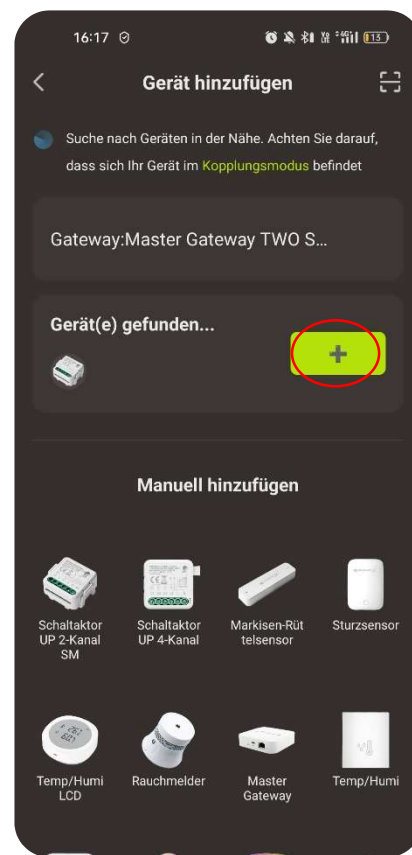 16:17
13
Gerät hinzufügen
Suche nach Geräten in der Nähe. Achten Sie darauf,
dass sich Ihr Gerät im Kopplungsmodus befindet
Gateway:Master Gateway TWO S...
Gerät(e) gefunden...
+
Manuell hinzufügen
Schaltaktor
UP 2-Kanal
SM
Schaltaktor
UP 4-Kanal
Markisen-Rüt
telsensor
Sturzsensor
Temp/Humi
LCD
Rauchmelder
Master
Gateway
Temp/Humi